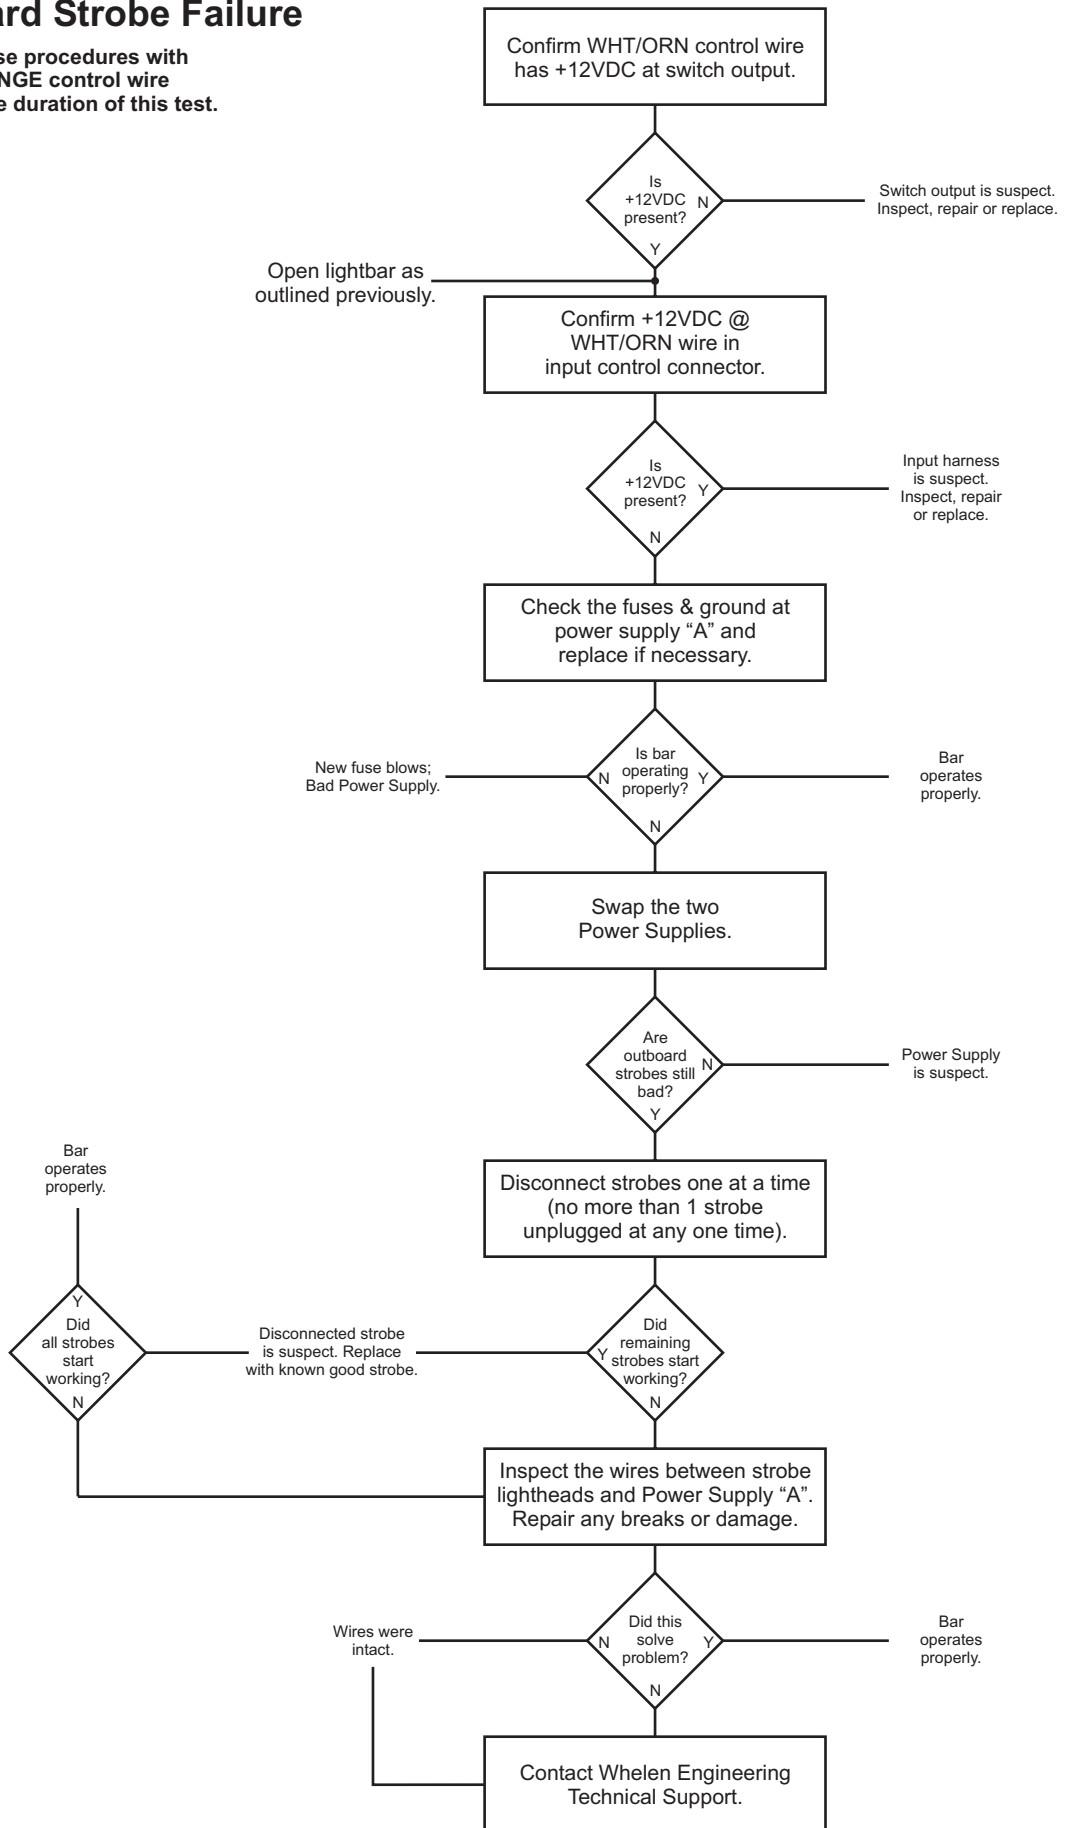 Strobe Failure
procedures with
control wire
duration of this test.
Confirm WHT/ORN control wire
has +12VDC at switch output.
Is
+12VDC
present?
N
Y
Switch output is suspect.
Inspect, repair or replace.
Open lightbar as
outlined previously.
Confirm +12VDC @
WHT/ORN wire in
input control connector.
Is
+12VDC
present?
Y
N
Input harness
is suspect.
Inspect, repair
or replace.
Check the fuses & ground at
power supply “A” and
replace if necessary.
New fuse blows;
Bad Power Supply.
Is bar
operating
properly?
N
Y
N
Bar
operates
properly.
Swap the two
Power Supplies.
Are
outboard
strobes still
bad?
N
Y
Power Supply
is suspect.
Disconnect strobes one at a time
(no more than 1 strobe
unplugged at any one time).
Bar
operates
properly.
Y
Did
all strobes
start
working?
N
Disconnected strobe
is suspect. Replace
with known good strobe.
Did
remaining
Y strobes start
working?
N
Inspect the wires between strobe
lightheads and Power Supply “A”.
Repair any breaks or damage.
Wires were
intact.
Did this
solve
problem?
N
Y
N
Bar
operates
properly.
Contact Whelen Engineering
Technical Support.